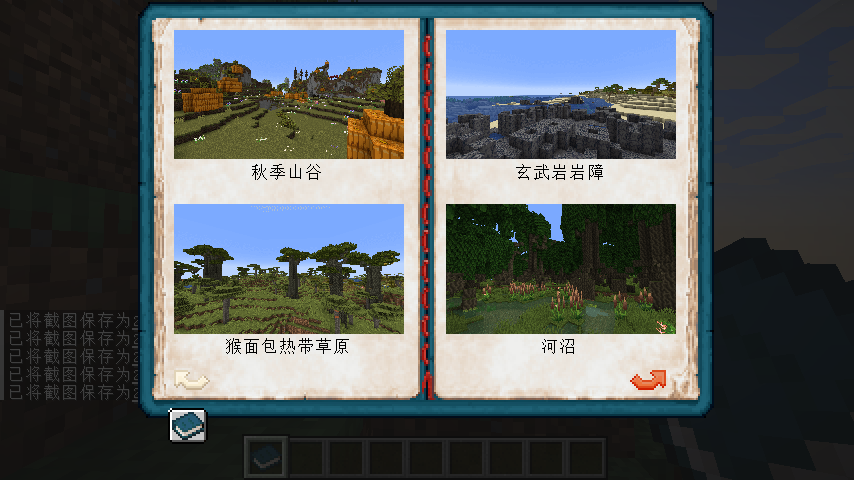 秋季山谷
玄武岩岩障
猴面包热带草原
河沼
已将截图保存为
已将截图保存为
已将截图保存为
已将截图保存为
已将截图保存为